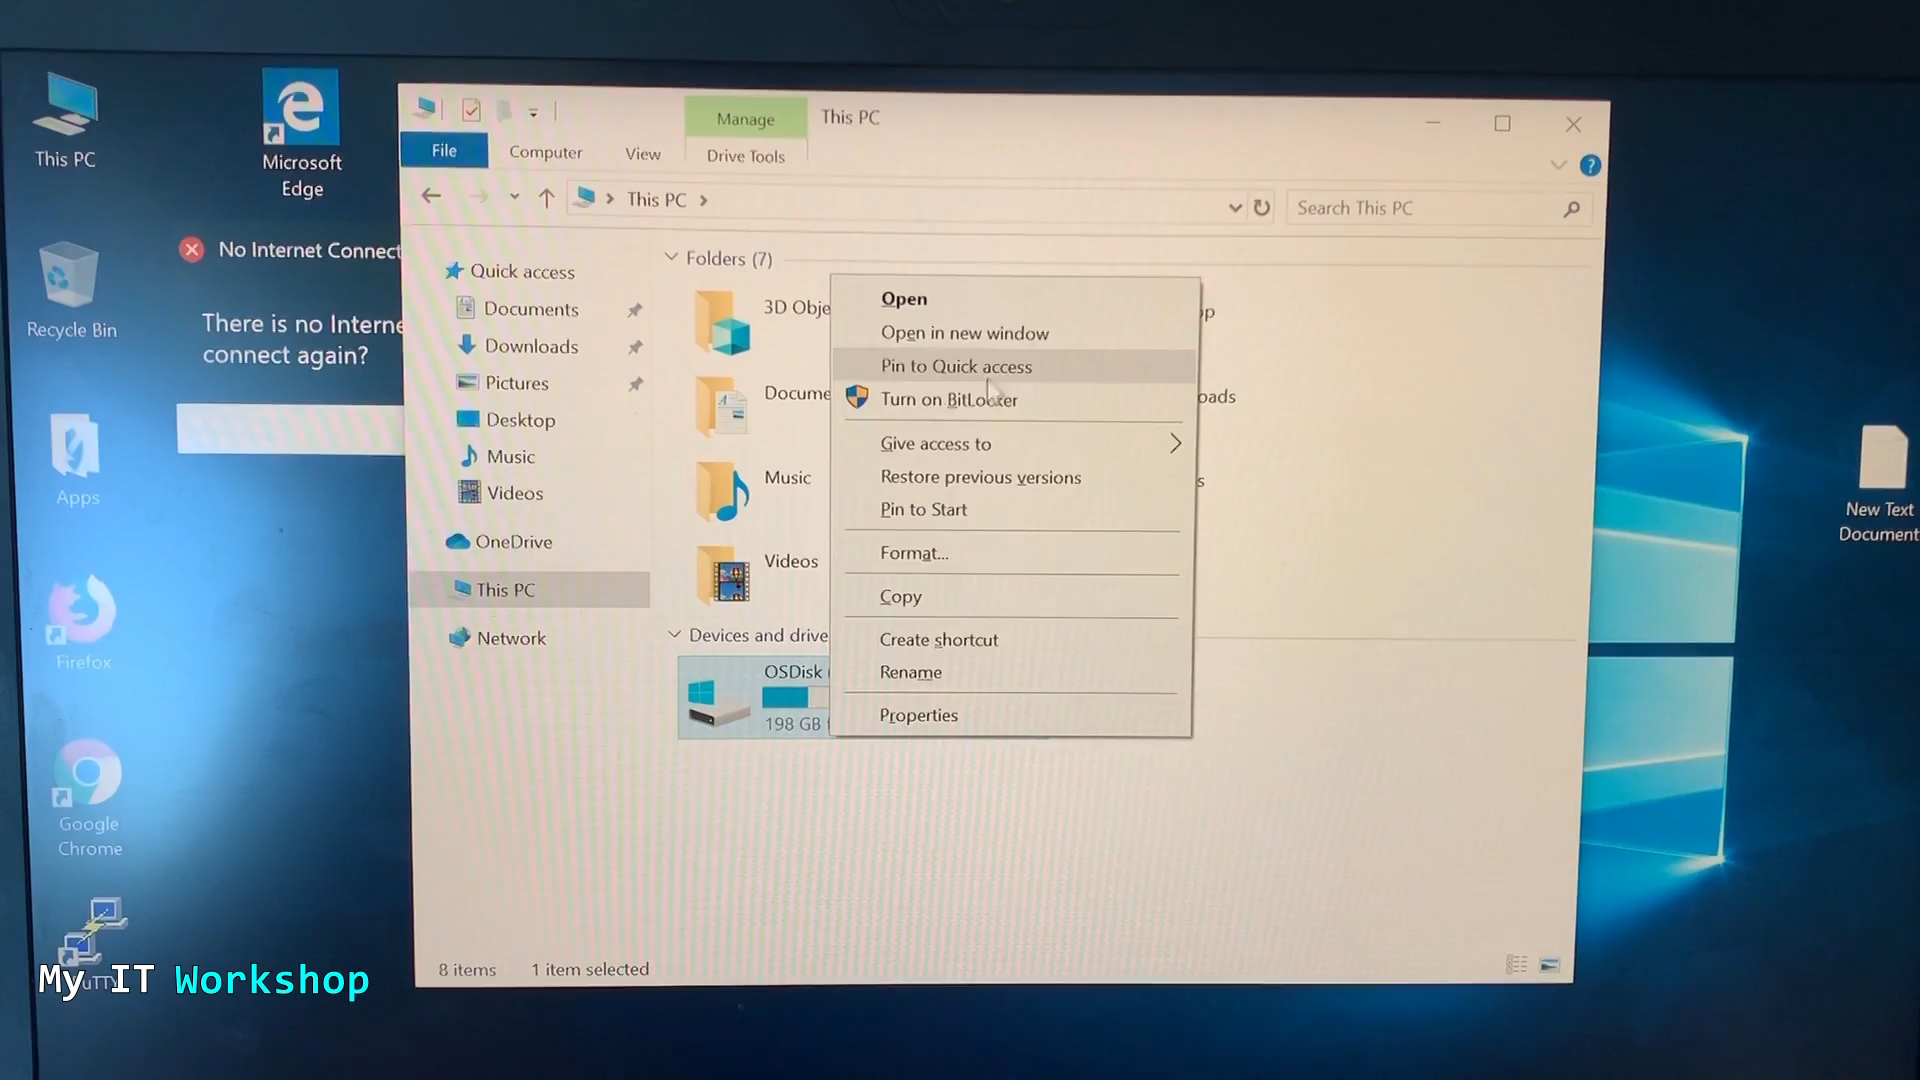 This PC
Microsoft
Edge
Recycle Bin
No Internet Connect
There is no Interne
connect again?
Apps
Firefox
Google
Chrome
uTTY
My IT Workshop
Manage
This PC
File
Computer
View
Drive Tools
This PC
Search This PC
Quick access
Documents
Downloads
Pictures
Desktop
Music
Videos
OneDrive
This PC
Network
Folders (7)
3D Obje
Docume
Music
Videos
Devices and drive
OSDisk (
198 GB f
Open
Open in new window
Pin to Quick access
Turn on BitLocker
Give access to
Restore previous versions
Pin to Start
Format...
Copy
Create shortcut
Rename
Properties
op
oads
s
8 items
1 item selected
New Text
Document